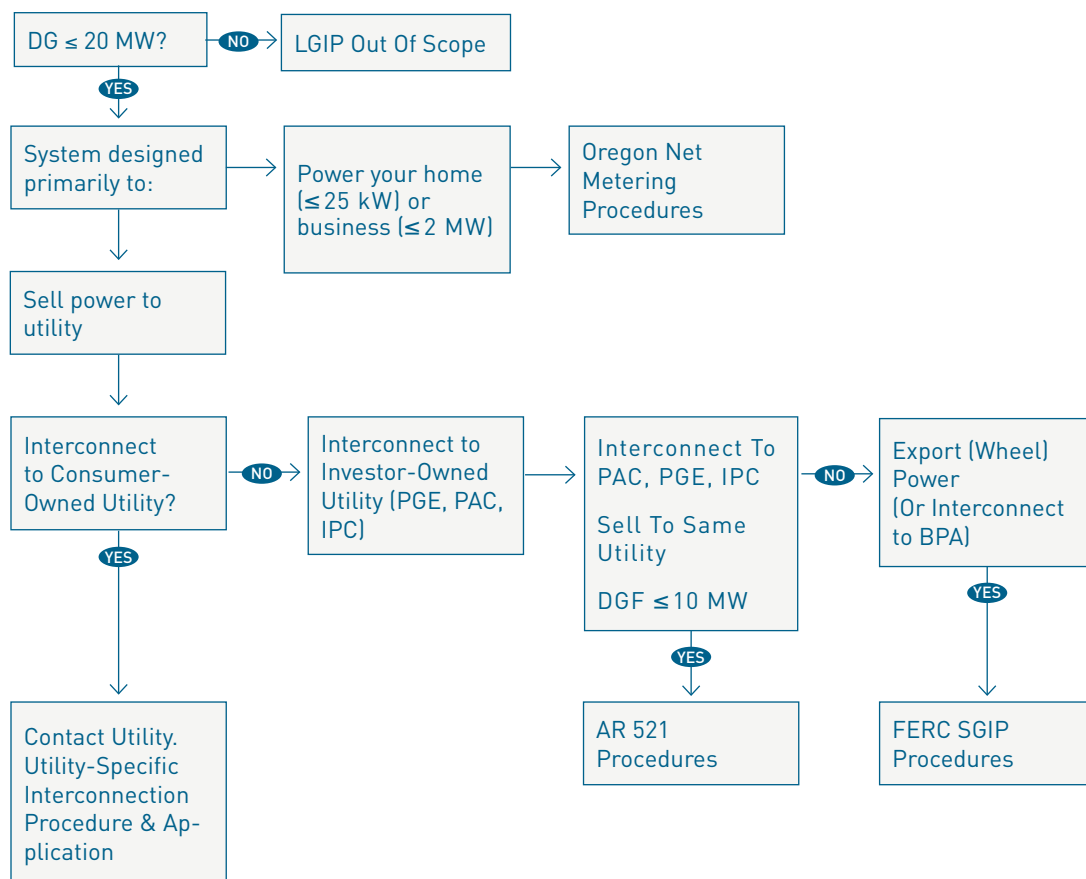 DG ≤ 20 MW?
NO
LGIP Out Of Scope
YES
System designed
primarily to:
Power your home
(≤25 kW) or
business (≤2 MW)
Oregon Net
Metering
Procedures
Sell power to
utility
Interconnect
to Consumer-
Owned Utility?
NO
Interconnect to
Investor-Owned
Utility (PGE, PAC,
IPC)
Interconnect To
PAC, PGE, IPC
Sell To Same
Utility
DGF ≤10 MW
NO
Export (Wheel)
Power
(Or Interconnect
to BPA)
YES
YES
YES
Contact Utility.
Utility-Specific
Interconnection
Procedure & Ap-
plication
AR 521
Procedures
FERC SGIP
Procedures